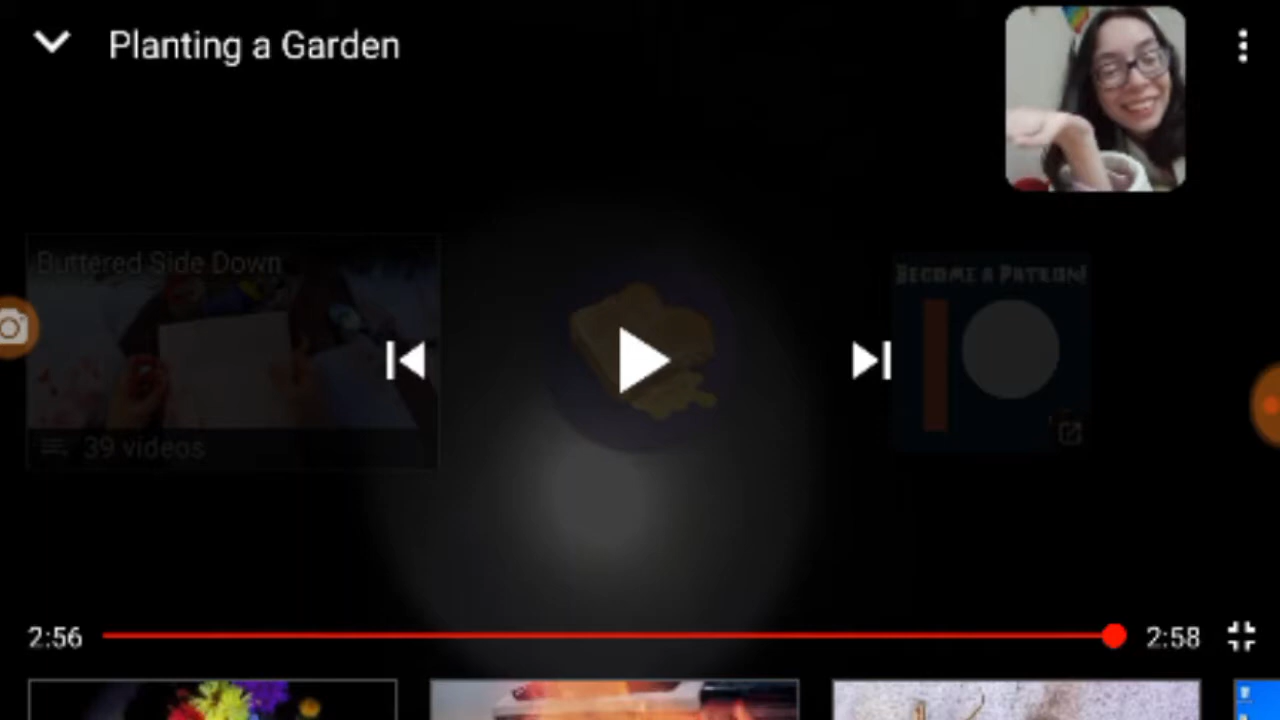 Planting a Garden
Buttered Side Down
BECOME A PATRON!
39 videos
2:56
2:58